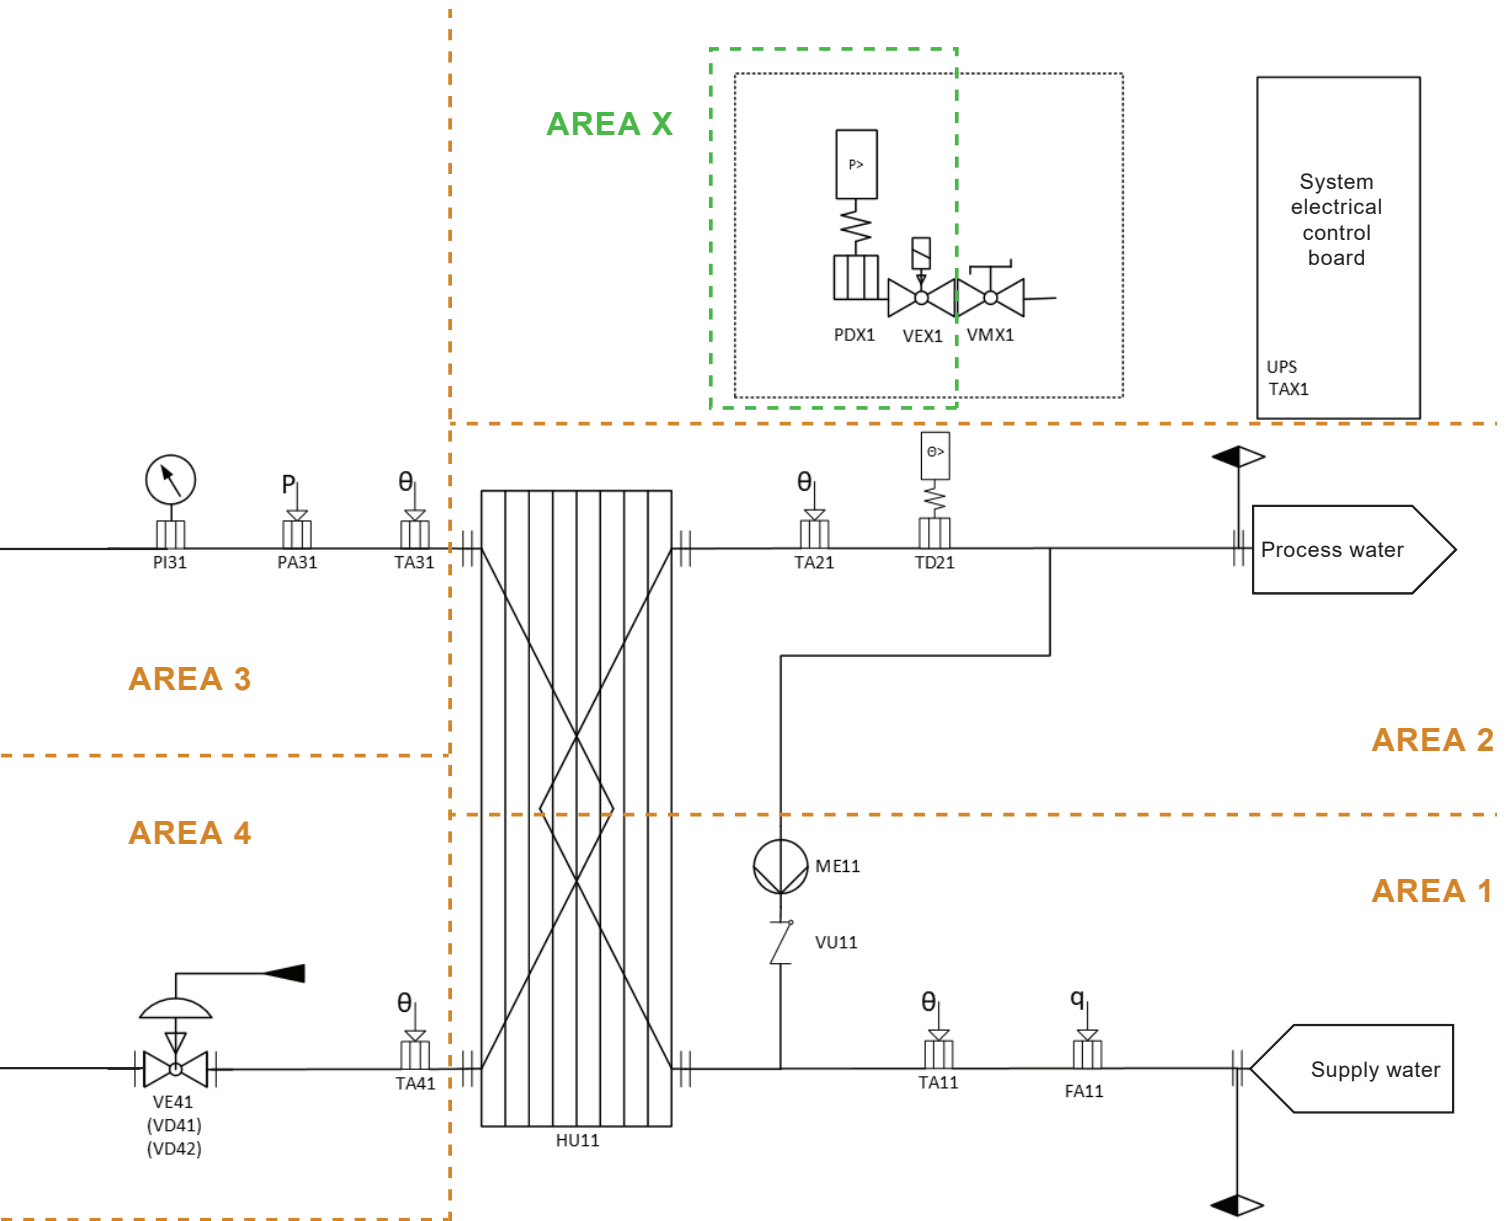 AREA X
P>
PDX1
VEX1
VMX1
System
electrical
control
board
UPS
TAX1
Θ>
P
θ
θ
PI31
PA31
TA31
TA21
TD21
Process water
AREA 3
AREA 2
AREA 4
ME11
AREA 1
VU11
θ
θ
q
TA41
TA11
FA11
Supply water
VE41
(VD41)
(VD42)
HU11